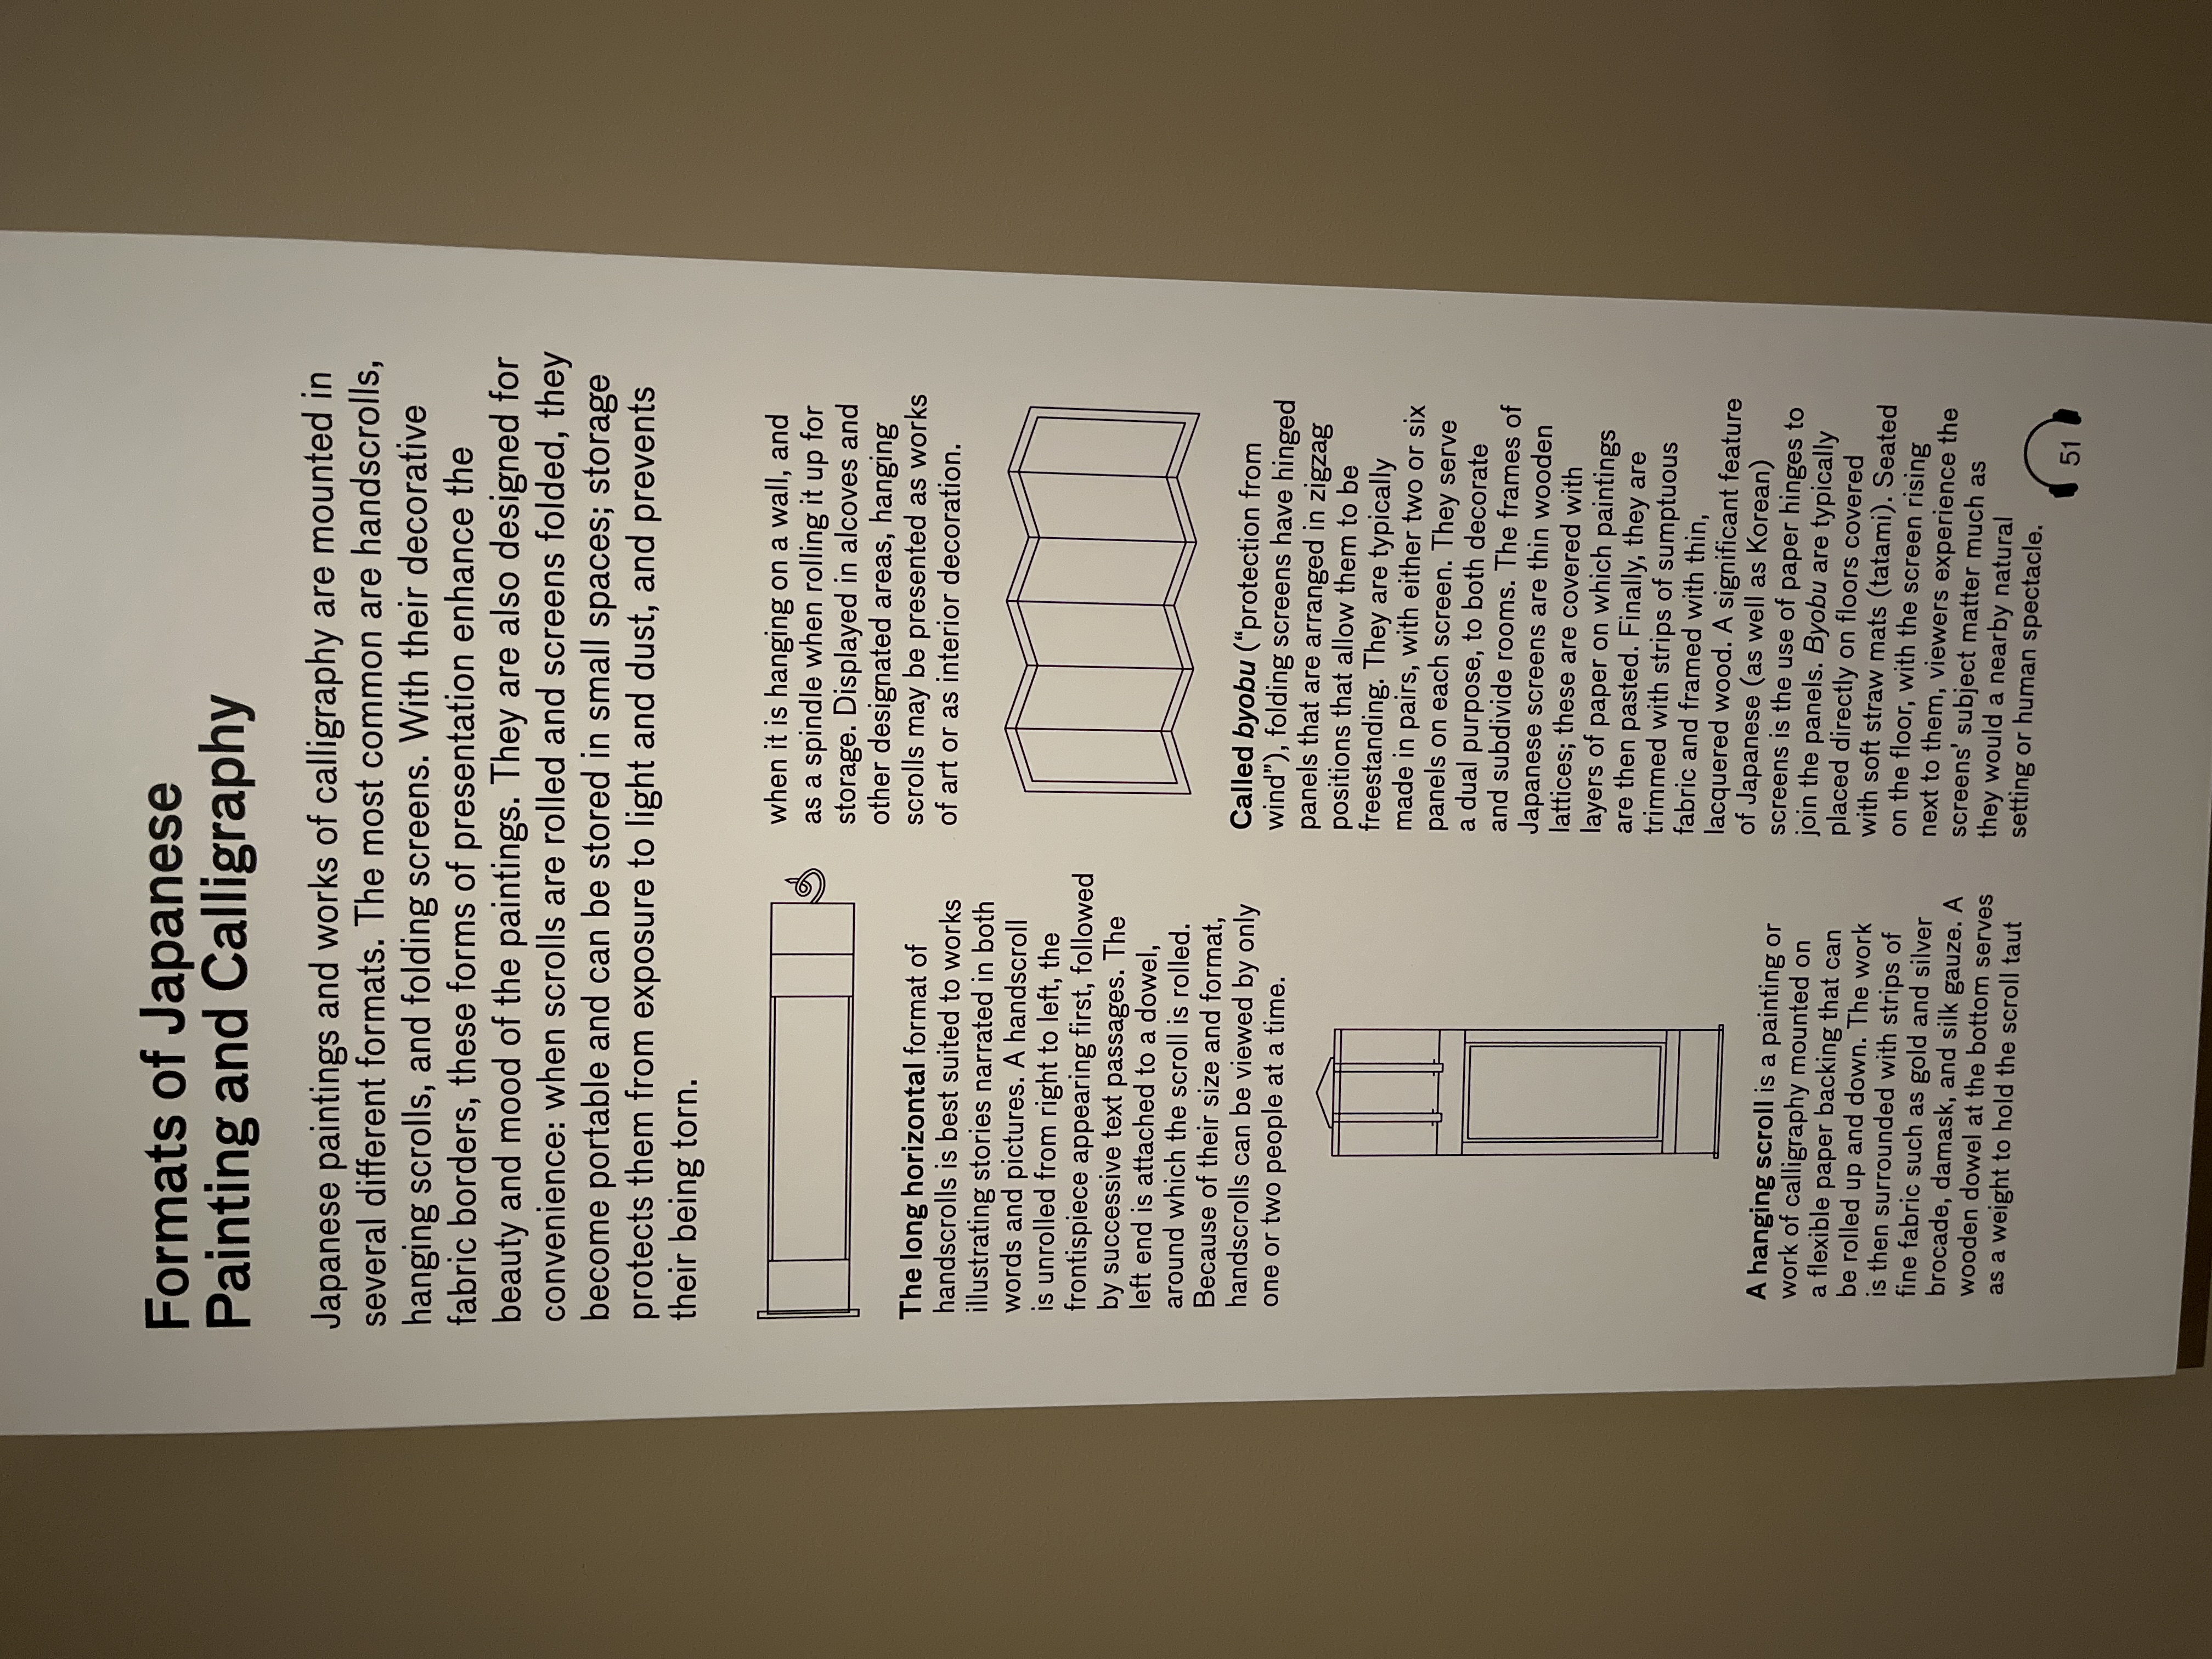 Formats of Japanese
Painting and Calligraphy
Japanese paintings and works of calligraphy are mounted in
several different formats. The most common are handscrolls,
hanging scrolls, and folding screens. With their decorative
fabric borders, these forms of presentation enhance the
beauty and mood of the paintings. They are also designed for
convenience: when scrolls are rolled and screens folded, they
become portable and can be stored in small spaces; storage
protects them from exposure to light and dust, and prevents
their being torn.
The long horizontal format of
handscrolls is best suited to works
illustrating stories narrated in both
words and pictures. A handscroll
is unrolled from right to left, the
frontispiece appearing first, followed
by successive text passages. The
left end is attached to a dowel,
around which the scroll is rolled.
Because of their size and format,
handscrolls can be viewed by only
one or two people at a time.
A hanging scroll is a painting or
work of calligraphy mounted on
a flexible paper backing that can
be rolled up and down. The work
is then surrounded with strips of
fine fabric such as gold and silver
brocade, damask, and silk gauze. A
wooden dowel at the bottom serves
as a weight to hold the scroll taut
when it is hanging on a wall, and
as a spindle when rolling it up for
storage. Displayed in alcoves and
other designated areas, hanging
scrolls may be presented as works
of art or as interior decoration.
Called byobu (“protection from
wind”), folding screens have hinged
panels that are arranged in zigzag
positions that allow them to be
freestanding. They are typically
made in pairs, with either two or six
panels on each screen. They serve
a dual purpose, to both decorate
and subdivide rooms. The frames of
Japanese screens are thin wooden
lattices; these are covered with
layers of paper on which paintings
are then pasted. Finally, they are
trimmed with strips of sumptuous
fabric and framed with thin,
lacquered wood. A significant feature
of Japanese (as well as Korean)
screens is the use of paper hinges to
join the panels. Byobu are typically
placed directly on floors covered
with soft straw mats (tatami). Seated
on the floor, with the screen rising
next to them, viewers experience the
screens’ subject matter much as
they would a nearby natural
setting or human spectacle.
51